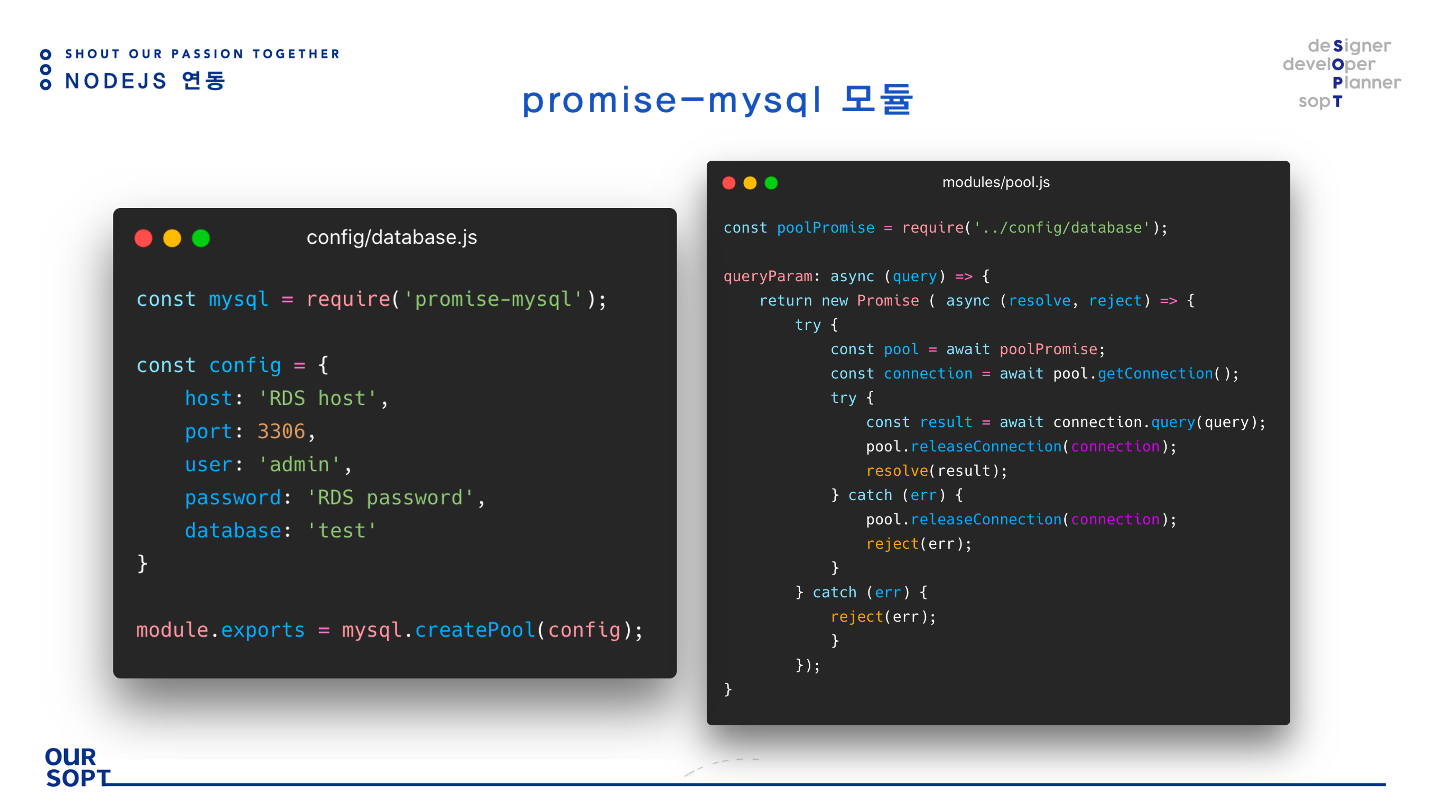 SHOUT OUR PASSION TOGETHER
NODEJS 연동
deSigner
develOper
Planner
sopT
promise-mysql 모듈
config/database.js
const mysql = require('promise-mysql');
const config = {
    host: 'RDS host',
    port: 3306,
    user: 'admin',
    password: 'RDS password',
    database: 'test'
}
module.exports = mysql.createPool(config);
modules/pool.js
const poolPromise = require('../config/database');
queryParam: async (query) => {
    return new Promise ( async (resolve, reject) => {
        try {
            const pool = await poolPromise;
            const connection = await pool.getConnection();
            try {
                const result = await connection.query(query);
                pool.releaseConnection(connection);
                resolve(result);
            } catch (err) {
                pool.releaseConnection(connection);
                reject(err);
            }
        } catch (err) {
            reject(err);
            }
        });
}
OUR
SOPT